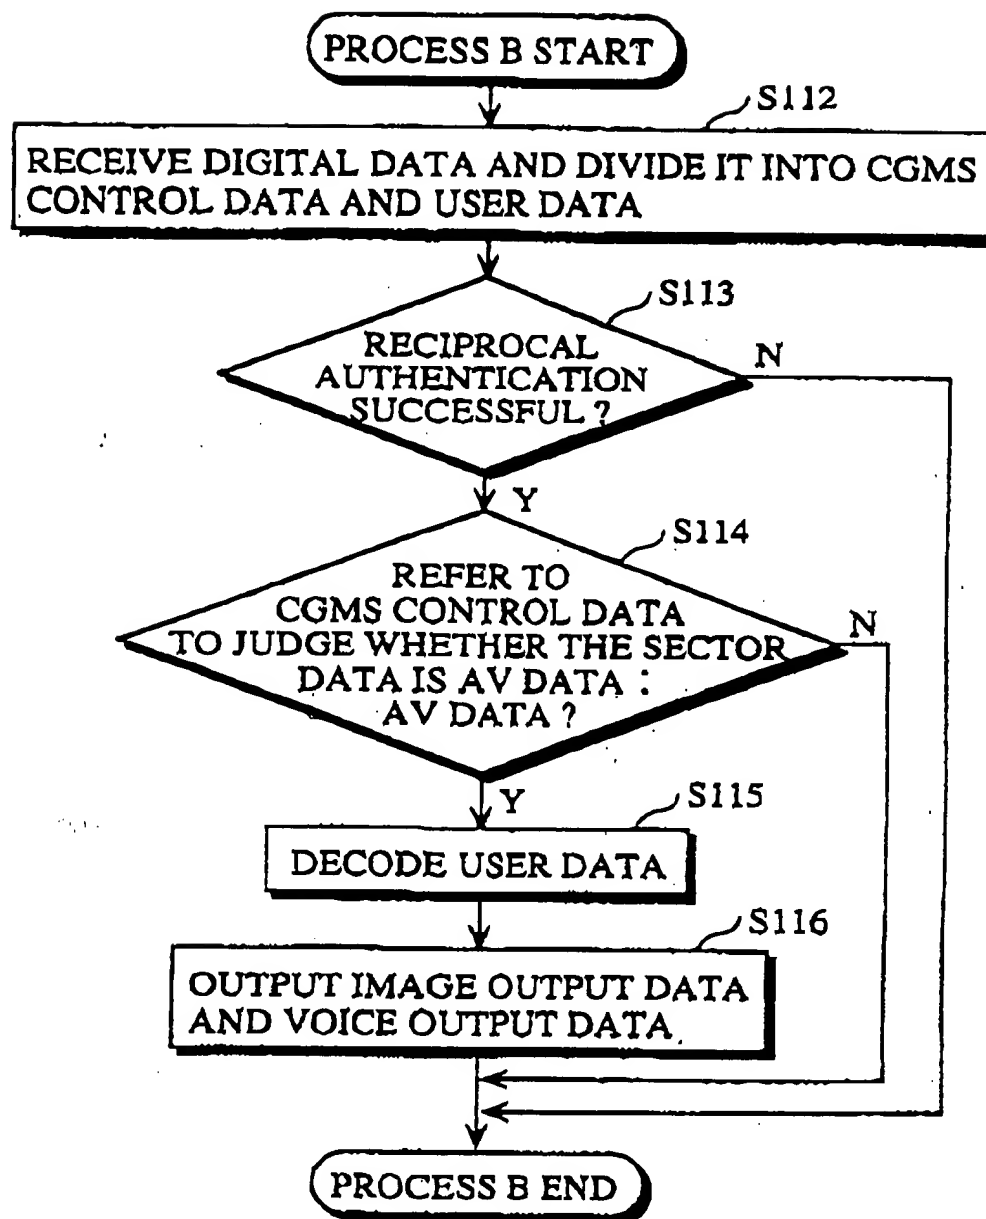 PROCESS B START
S112
RECEIVE DIGITAL DATA AND DIVIDE IT INTO CGMS
CONTROL DATA AND USER DATA
S113
RECIPROCAL
AUTHENTICATION
SUCCESSFUL ?
N
Y
S114
REFER TO
CGMS CONTROL DATA
TO JUDGE WHETHER THE SECTOR
DATA IS AV DATA :
AV DATA ?
N
Y
S115
DECODE USER DATA
S116
OUTPUT IMAGE OUTPUT DATA
AND VOICE OUTPUT DATA
PROCESS B END